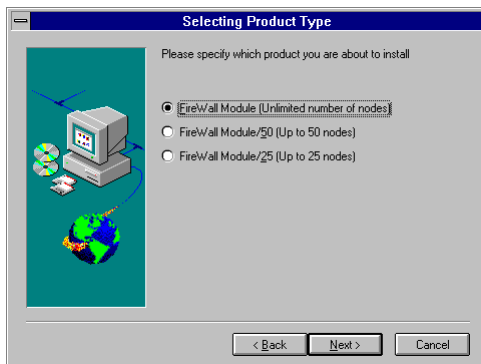 Selecting Product Type
Please specify which product you are about to install
FireWall Module (Unlimited number of nodes)
FireWall Module/50 (Up to 50 nodes)
FireWall Module/25 (Up to 25 nodes)
< Back Next > Cancel